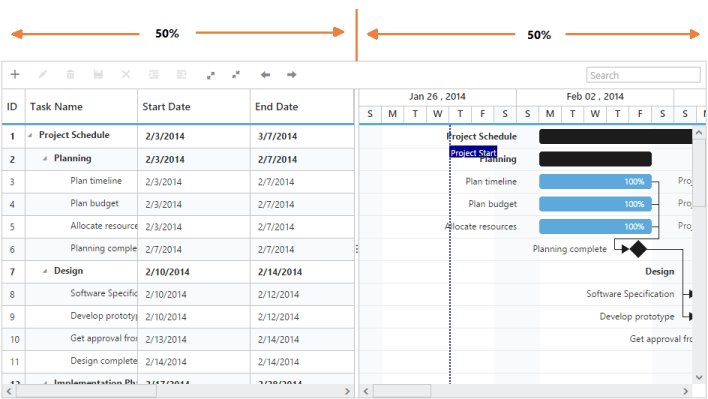 50% 50%
Search
Jan 26 , 2014 Feb 02 , 2014
ID Task Name Start Date End Date
S M T W T F S S M T W T F S S
1 Project Schedule 2/3/2014 3/7/2014 Project Schedule
Project Start
2 Planning 2/3/2014 2/7/2014 Planning
3 Plan timeline 2/3/2014 2/7/2014 Plan timeline 100% Proj
4 Plan budget 2/3/2014 2/7/2014 Plan budget 100% Proj
5 Allocate resources 2/3/2014 2/7/2014 Allocate resources 100% Proj
6 Planning complete 2/7/2014 2/7/2014 Planning complete
7 Design 2/10/2014 2/14/2014 Design
8 Software Specific 2/10/2014 2/12/2014 Software Specification
9 Develop prototyp 2/10/2014 2/12/2014 Develop prototype
10 Get approval fro 2/13/2014 2/14/2014 Get approval fro
11 Design complete 2/14/2014 2/14/2014
12 Implementation Ph 2/17/2014 2/28/2014